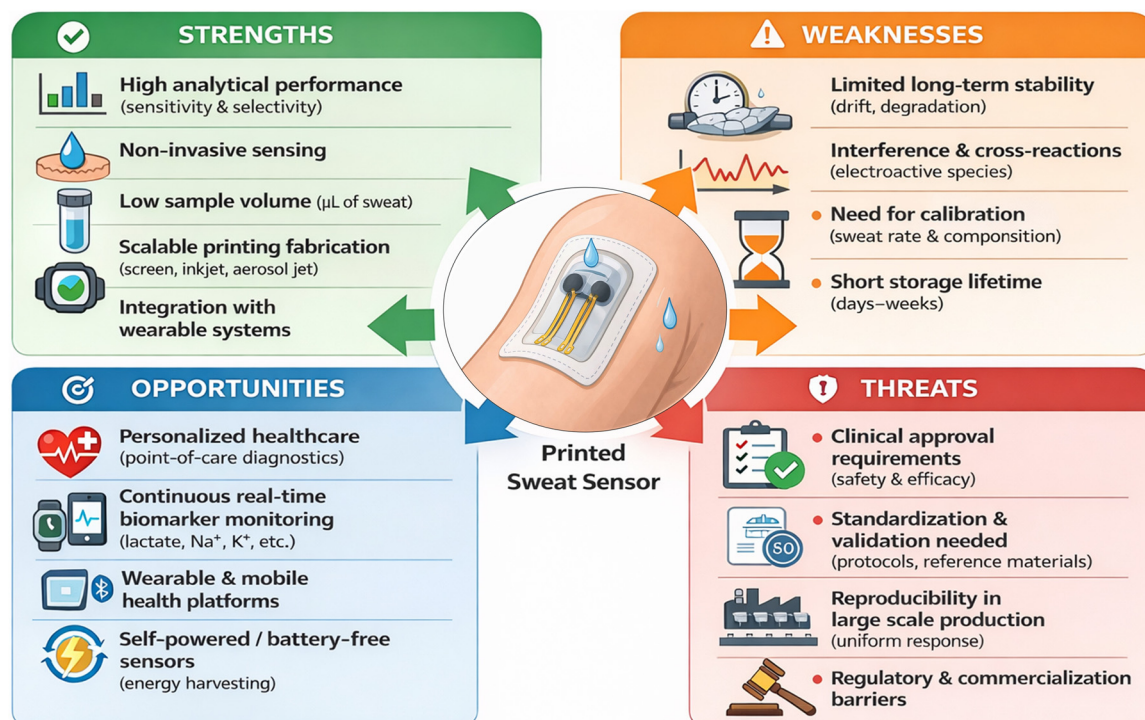 STRENGTHS
High analytical performance
(sensitivity & selectivity)
Non-invasive sensing
Low sample volume (µL of sweat)
Scalable printing fabrication
(screen, inkjet, aerosol jet)
Integration with
wearable systems
WEAKNESSES
Limited long-term stability
(drift, degradation)
Interference & cross-reactions
(electroactive species)
• Need for calibration
(sweat rate & componsition)
• Short storage lifetime
(days–weeks)
Printed
Sweat Sensor
OPPORTUNITIES
Personalized healthcare
(point-of-care diagnostics)
Continuous real-time
biomarker monitoring
(lactate, Na⁺, K⁺, etc.)
Wearable & mobile
health platforms
Self-powered / battery-free
sensors
(energy harvesting)
THREATS
• Clinical approval
requirements
(safety & efficacy)
• Standardization &
validation needed
(protocols, reference materials)
SO
Reproducibility in
large scale production
(uniform response)
• Regulatory & commercialization
barriers